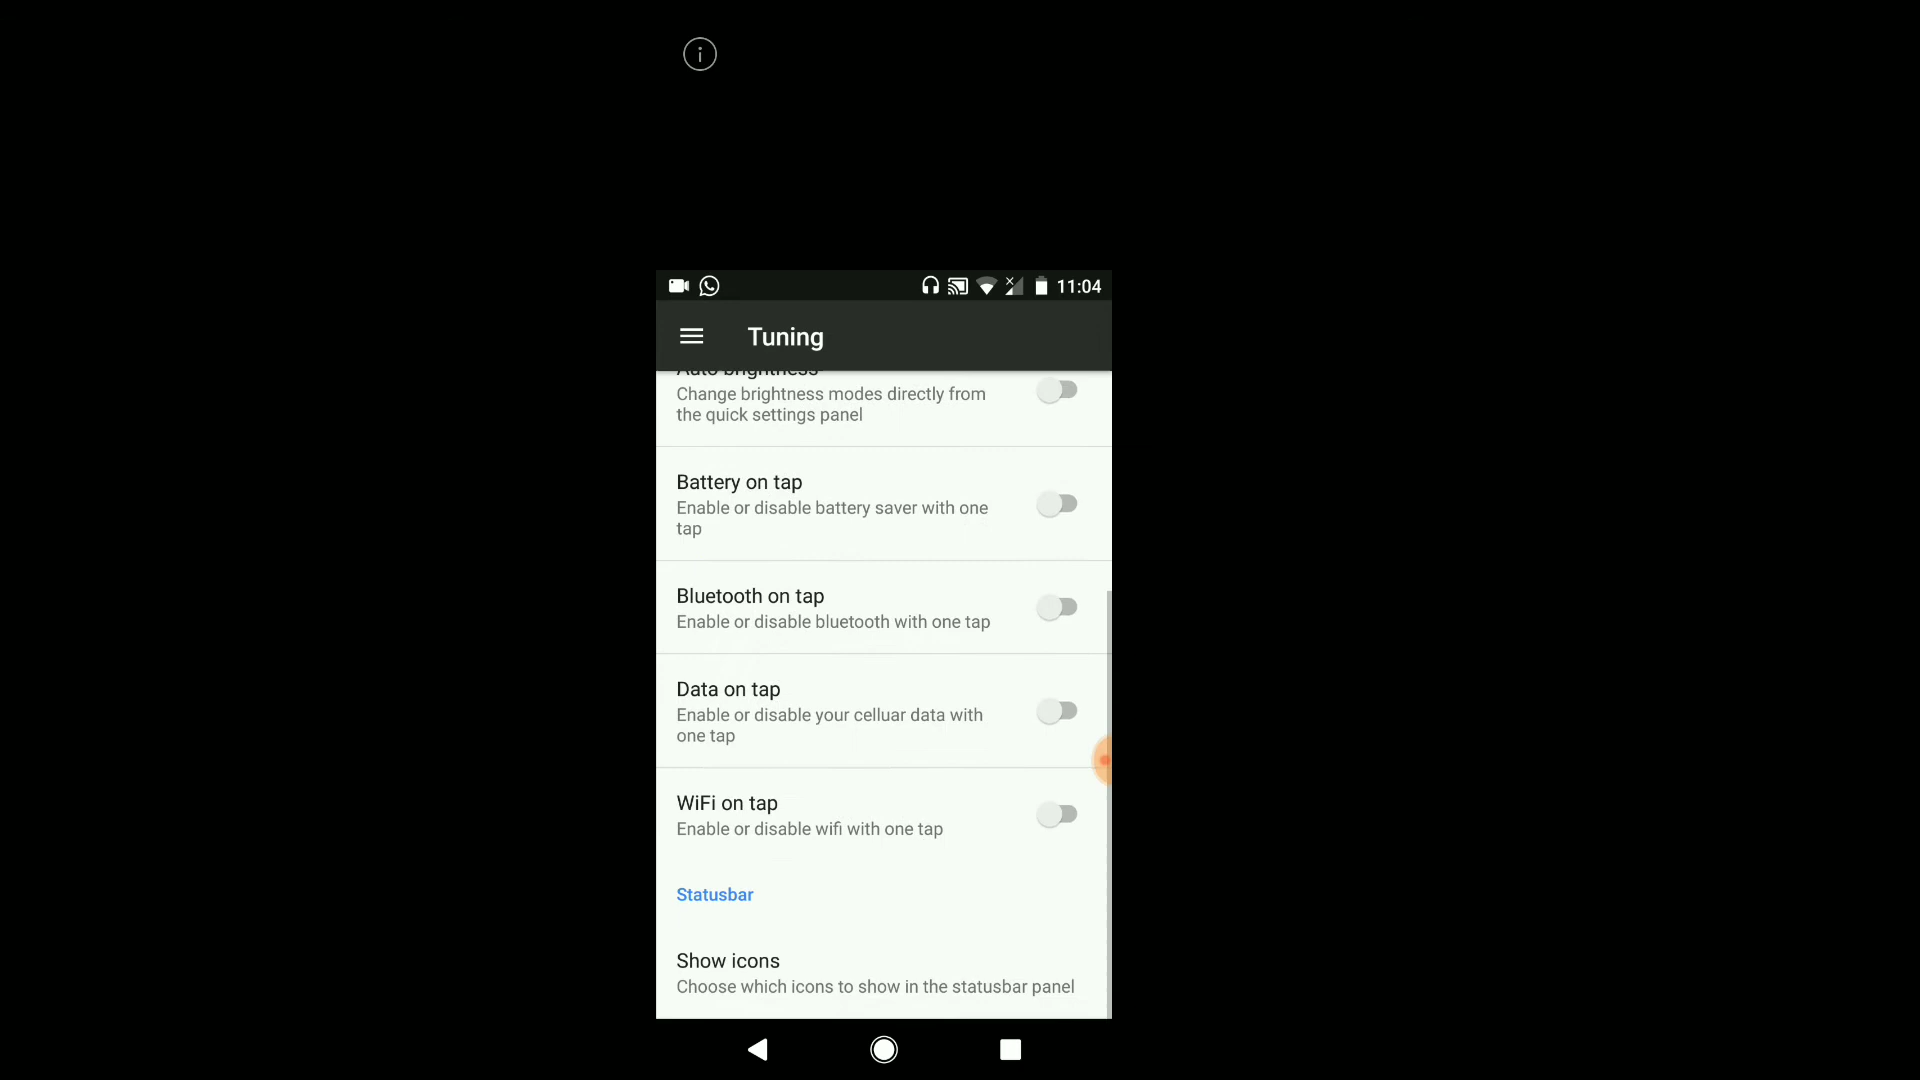 11:04
Tuning
Auto brightness
Change brightness modes directly from
the quick settings panel
Battery on tap
Enable or disable battery saver with one
tap
Bluetooth on tap
Enable or disable bluetooth with one tap
Data on tap
Enable or disable your celluar data with
one tap
WiFi on tap
Enable or disable wifi with one tap
Statusbar
Show icons
Choose which icons to show in the statusbar panel